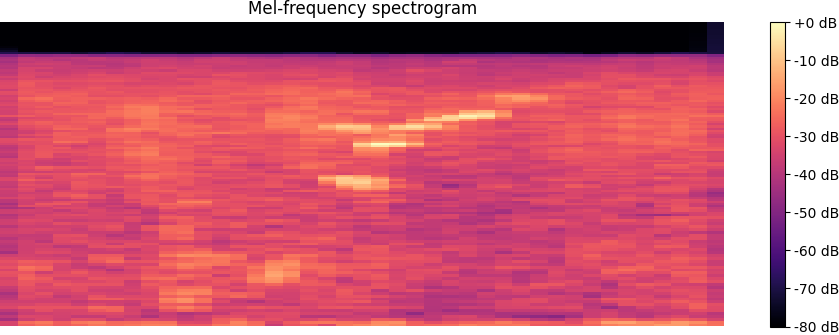 Mel-frequency spectrogram
+0 dB
-10 dB
-20 dB
-30 dB
-40 dB
-50 dB
-60 dB
-70 dB
-80 dB